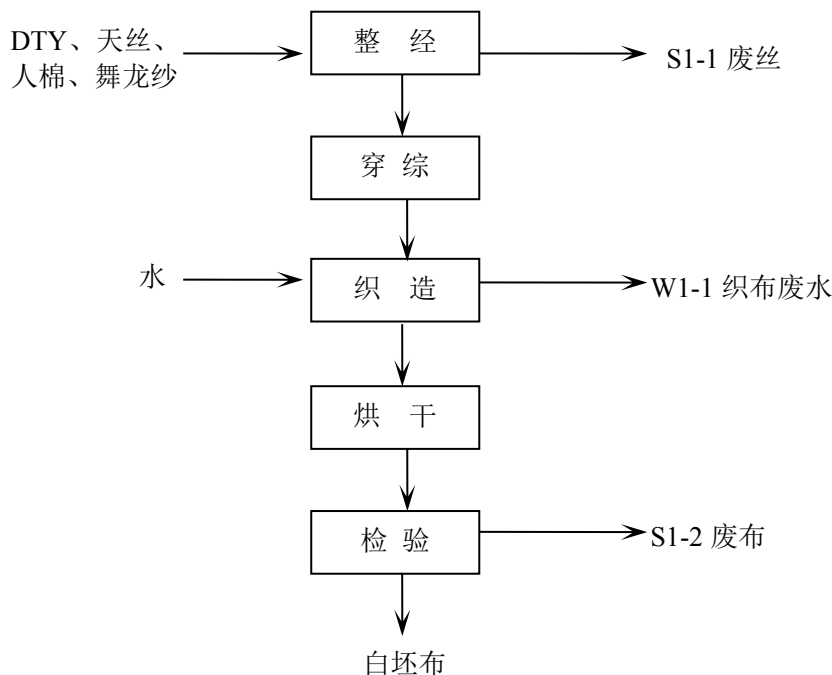 DTY、天丝、
人棉、舞龙纱
整 经
S1-1 废丝
穿 综
水
织 造
W1-1 织布废水
烘 干
检 验
S1-2 废布
白坯布